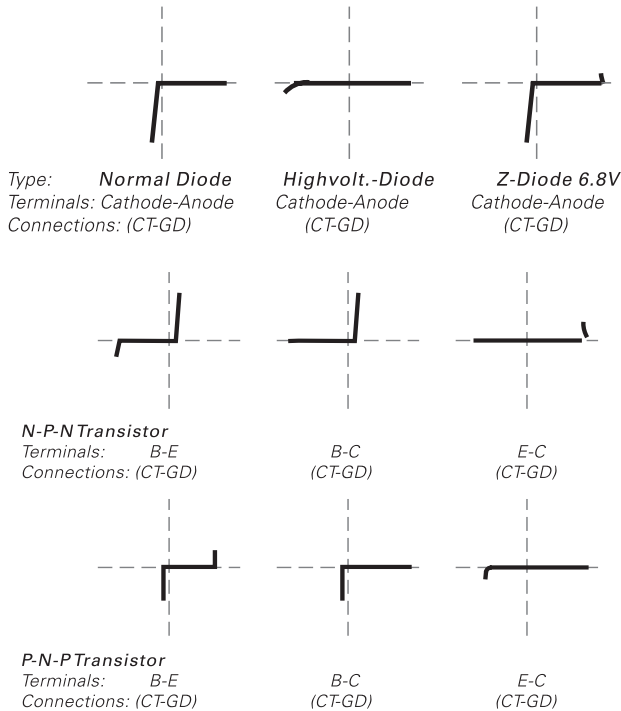 Type: Normal Diode Highvolt.-Diode Z-Diode 6.8V
Terminals: Cathode-Anode Cathode-Anode Cathode-Anode
Connections: (CT-GD) (CT-GD) (CT-GD)
N-P-N Transistor
Terminals: B-E B-C E-C
Connections: (CT-GD) (CT-GD) (CT-GD)
P-N-P Transistor
Terminals: B-E B-C E-C
Connections: (CT-GD) (CT-GD) (CT-GD)